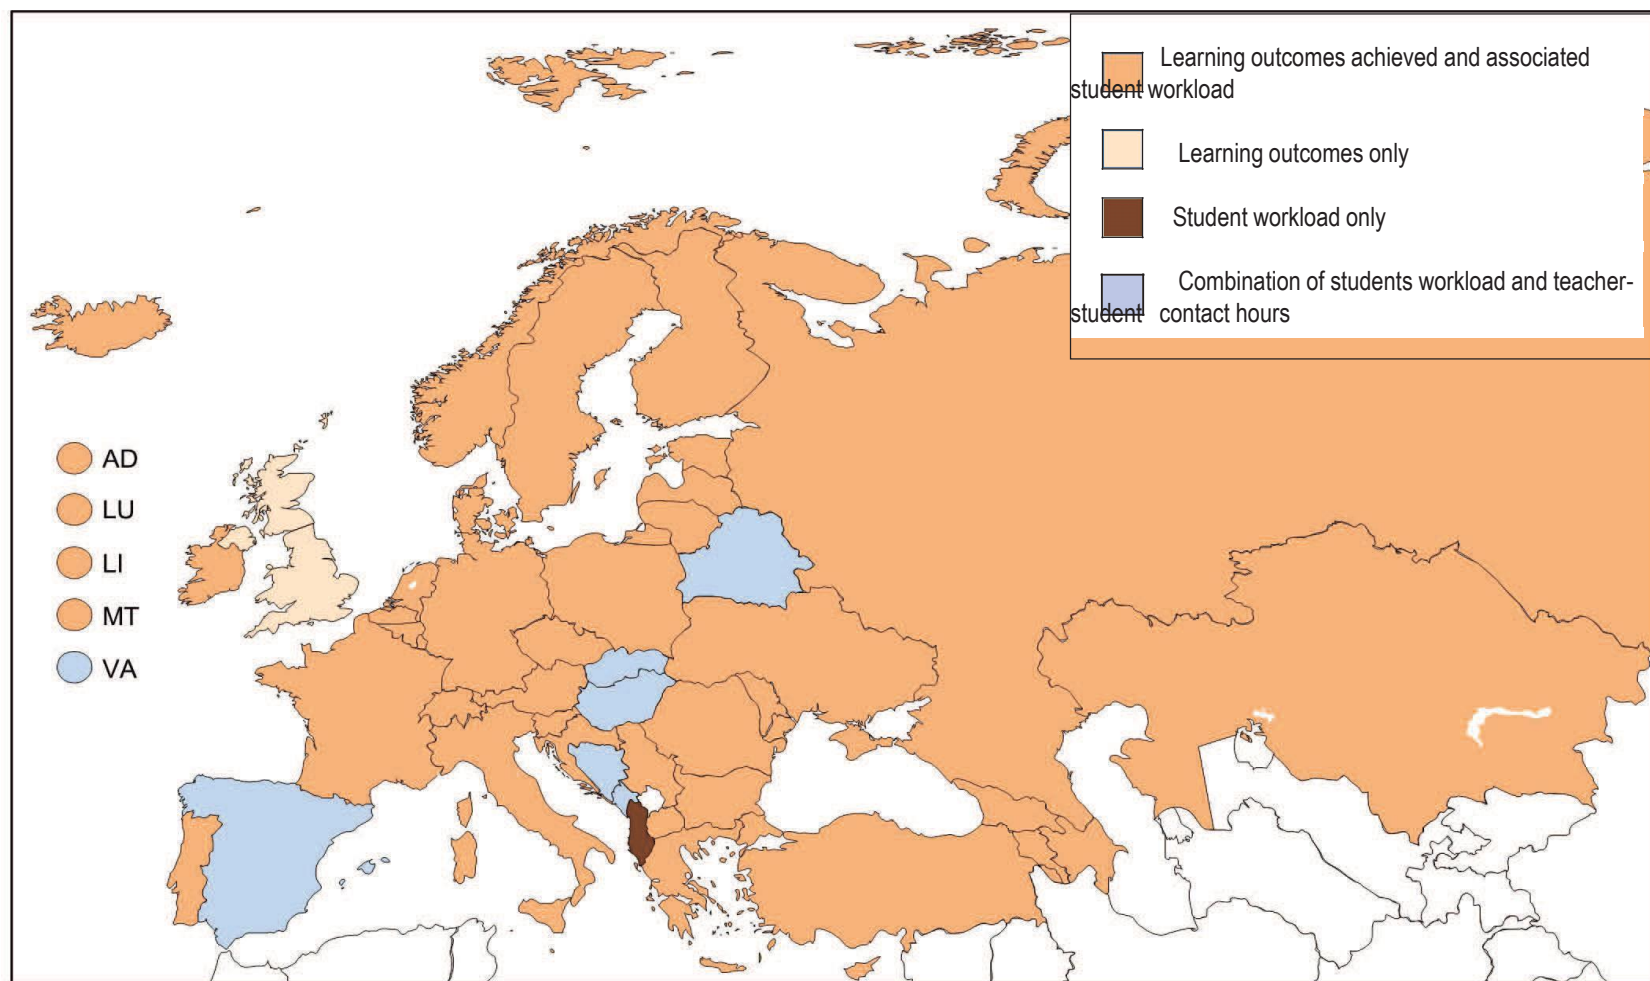 Learning outcomes achieved and associated
student workload
Learning outcomes only
Student workload only
Combination of students workload and teacher-
student contact hours
AD
LU
LI
MT
VA